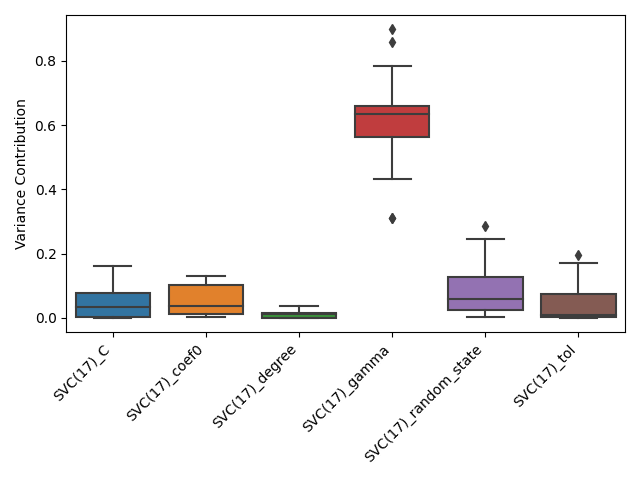 Variance Contribution
0.8
0.6
0.4
0.2
0.0
SVC(17)_C
SVC(17)_coef0
SVC(17)_degree
SVC(17)_gamma
SVC(17)_random_state
SVC(17)_tol